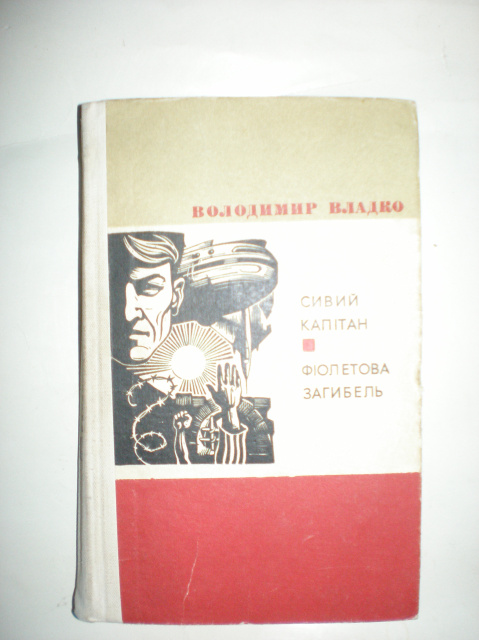 ВОЛОДИМИР ВЛАДКО
СИВИЙ
КАПІТАН
ФІОЛЕТОВА
ЗАГИБЕЛЬ